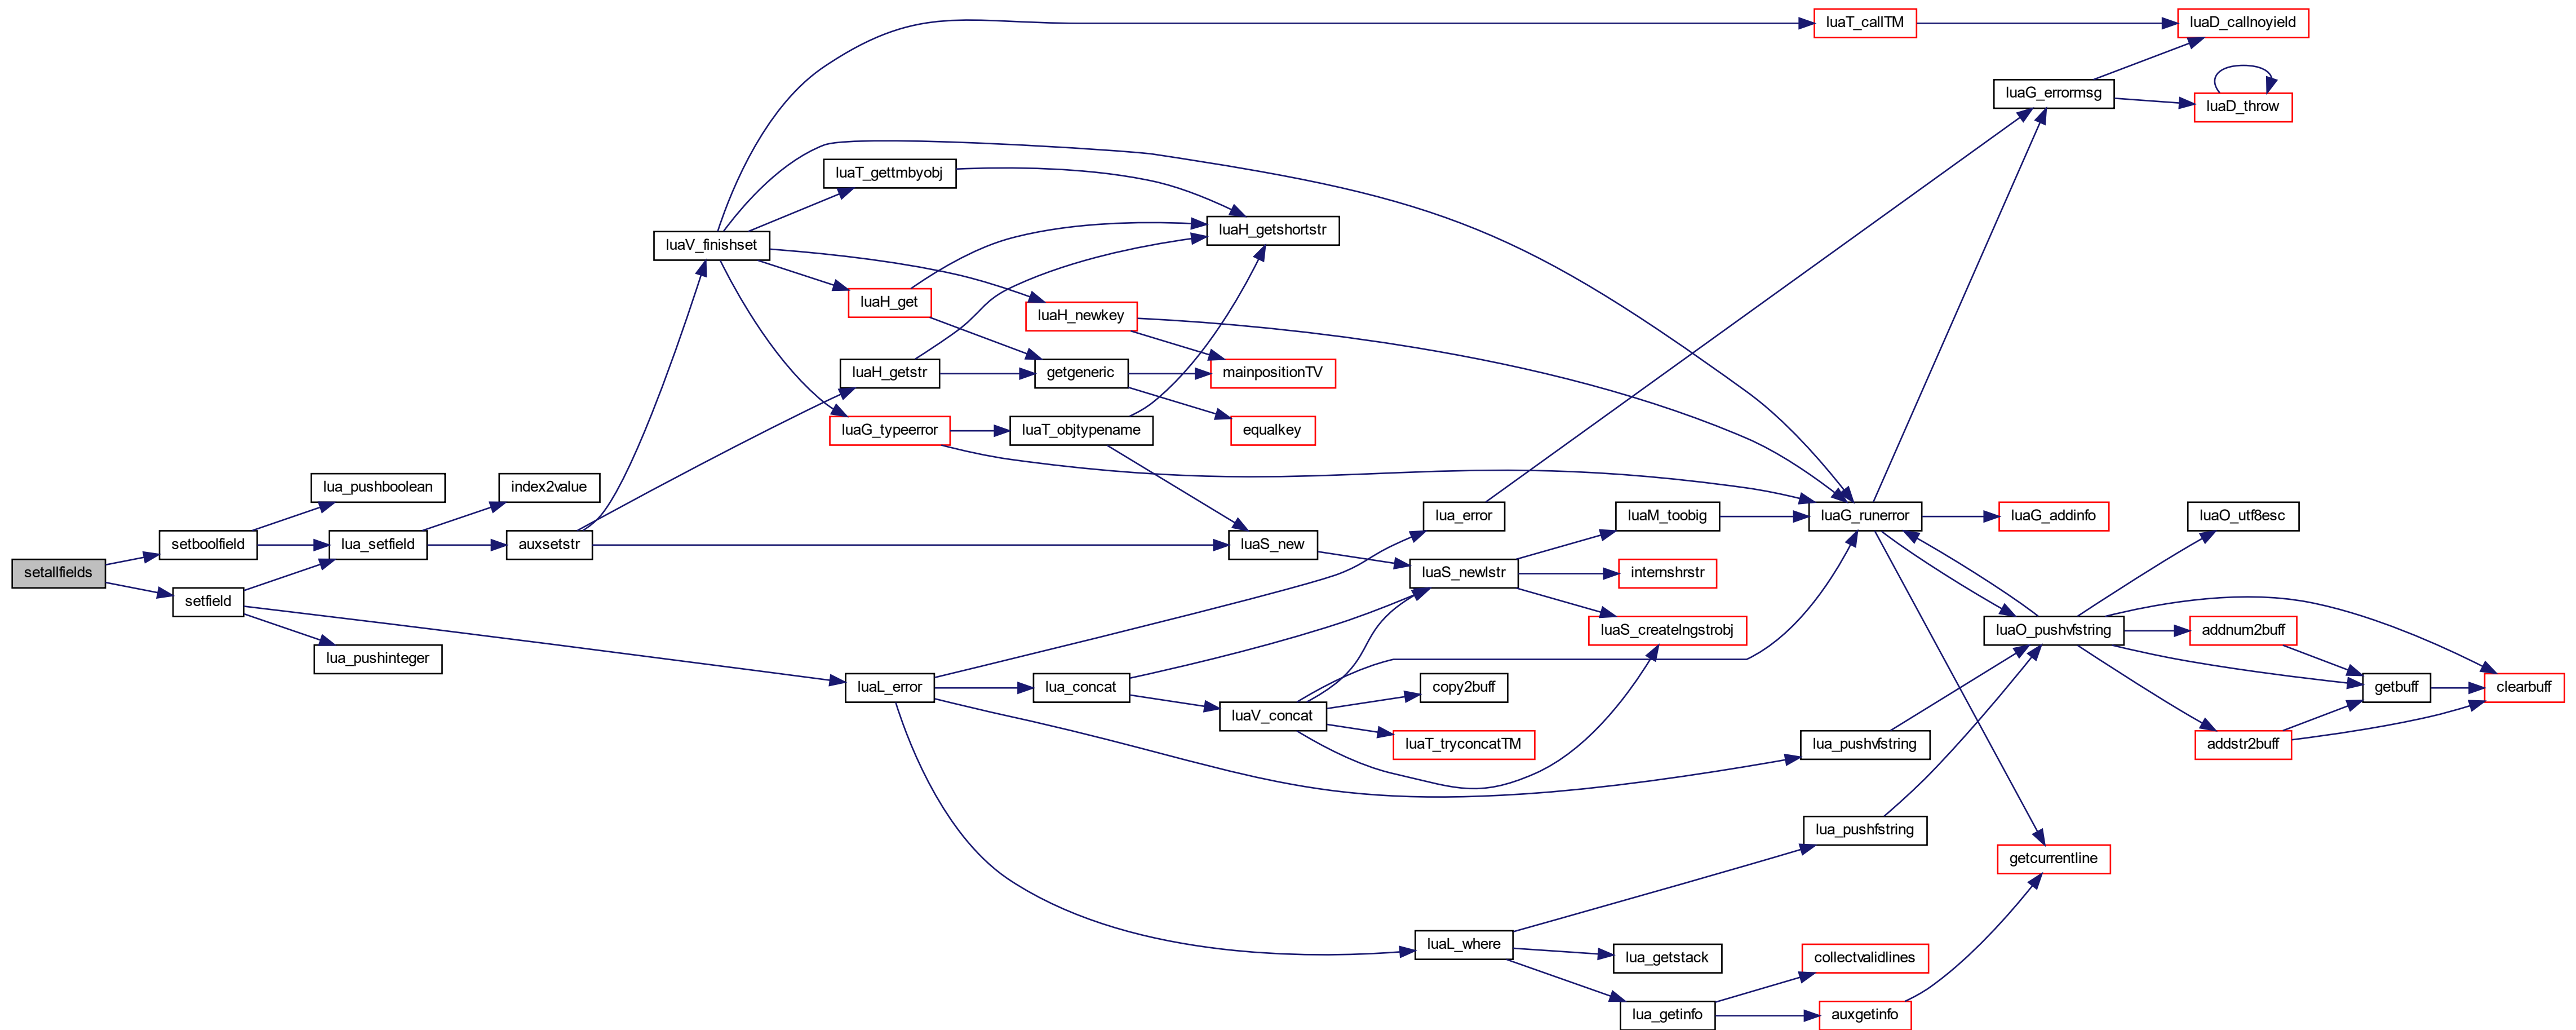 setallfields
setboolfield
setfield
lua_pushboolean
lua_setfield
lua_pushinteger
index2value
auxsetstr
luaV_finishset
luaT_gettmbyobj
luaH_get
luaH_getstr
luaG_typeerror
luaL_error
luaH_newkey
getgeneric
luaT_objtypename
lua_concat
luaH_getshortstr
mainpositionTV
equalkey
luaS_new
luaV_concat
lua_error
luaS_newlstr
copy2buff
luaT_tryconcatTM
luaL_where
luaM_toobig
internshrstr
luaS_createlngstrobj
lua_getstack
lua_getinfo
luaT_callTM
luaG_runerror
lua_pushvfstring
lua_pushfstring
collectvalidlines
auxgetinfo
luaG_errormsg
luaG_addinfo
luaO_pushvfstring
getcurrentline
luaD_callnoyield
luaD_throw
luaO_utf8esc
addnum2buff
addstr2buff
getbuff
clearbuff